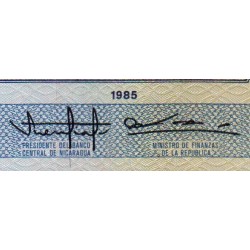 1985
PRESIDENTE DEL BANCO MINISTRO DE FINANZAS
CENTRAL DE NICARAGUA DE LA REPUBLICA